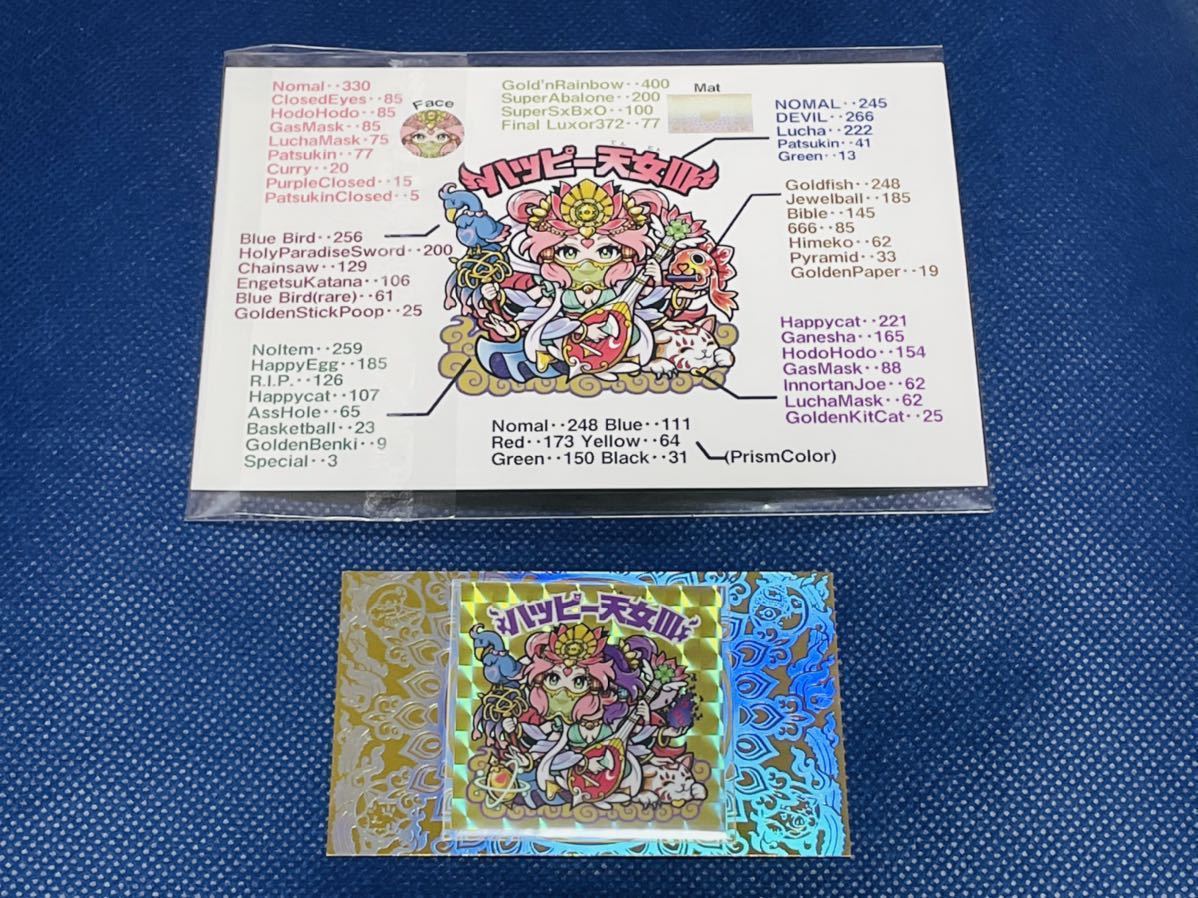 Nomal‥330
ClosedEyes‥85
HodoHodo‥85
GasMask‥85
LuchaMask‥75
Patsukin‥77
Curry‥20
PurpleClosed‥15
PatsukinClosed‥5
Face
Gold'nRainbow‥400
SuperAbalone‥200
SuperSxBxO‥100
Final Luxor372‥77
Mat
NOMAL‥245
DEVIL‥266
Lucha‥222
Patsukin‥41
Green‥13
てんにょ
ハッピー天女III
Blue Bird‥256
HolyParadiseSword‥200
Chainsaw‥129
EngetsuKatana‥106
Blue Bird(rare)‥61
GoldenStickPoop‥25
Goldfish‥248
Jewelball‥185
Bible‥145
666‥85
Himeko‥62
Pyramid‥33
GoldenPaper‥19
NoItem‥259
HappyEgg‥185
R.I.P.‥126
Happycat‥107
AssHole‥65
Basketball‥23
GoldenBenki‥9
Special‥3
Happycat‥221
Ganesha‥165
HodoHodo‥154
GasMask‥88
InnortanJoe‥62
LuchaMask‥62
GoldenKitCat‥25
Nomal‥248 Blue‥111
Red‥173 Yellow‥64
Green‥150 Black‥31
(PrismColor)
ハッピー天女III